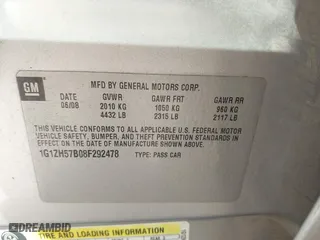 GM
MFD BY GENERAL MOTORS CORP.
DATE GVWR GAWR FRT GAWR RR
08/08 2010 KG 1050 KG 960 KG
4432 LB 2315 LB 2117 LB
THIS VEHICLE CONFORMS TO ALL APPLICABLE U.S. FEDERAL MOTOR
VEHICLE SAFETY, BUMPER, AND THEFT PREVENTION STANDARDS
IN EFFECT ON THE DATE OF MANUFACTURE SHOWN ABOVE.
1G1ZH57B08F292478 TYPE: PASS CAR
TIRE AND LOADING INFORMATION
DREAMBID